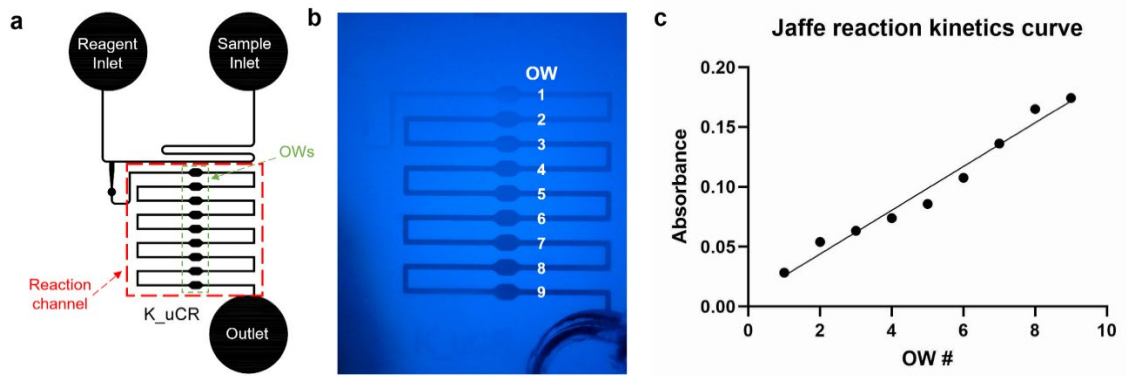 a
Reagent
Inlet
Sample
Inlet
OWs
Reaction
channel
K_uCR
Outlet
b
OW
1
2
3
4
5
6
7
8
9
c
Jaffe reaction kinetics curve
Absorbance
0.20
0.15
0.10
0.05
0.00
0
2
4
6
8
10
OW #